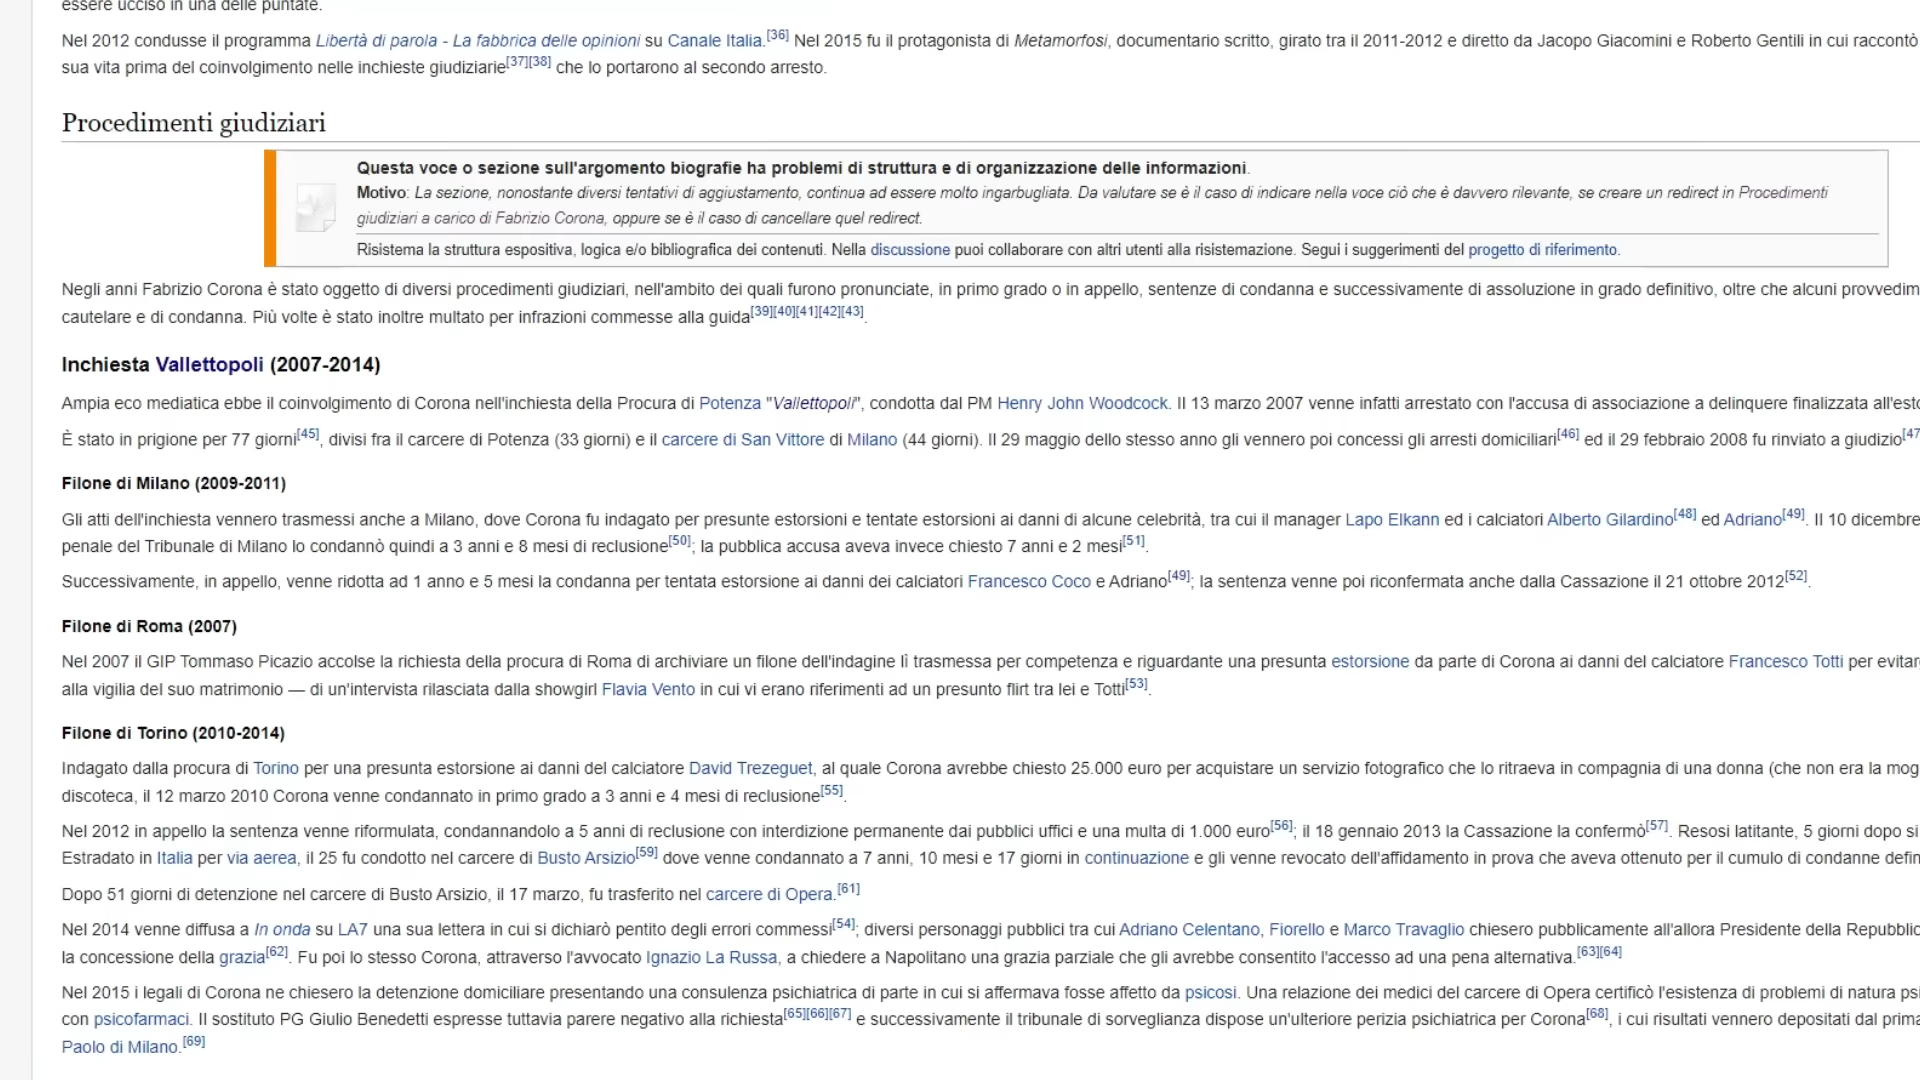 essere ucciso in una delle puntate.
Nel 2012 condusse il programma Libertà di parola - La fabbrica delle opinioni su Canale Italia.[36] Nel 2015 fu il protagonista di Metamorfosi, documentario scritto, girato tra il 2011-2012 e diretto da Jacopo Giacomini e Roberto Gentili in cui raccontò
sua vita prima del coinvolgimento nelle inchieste giudiziarie[37][38] che lo portarono al secondo arresto.
Procedimenti giudiziari
Questa voce o sezione sull'argomento biografie ha problemi di struttura e di organizzazione delle informazioni.
Motivo: La sezione, nonostante diversi tentativi di aggiustamento, continua ad essere molto ingarbugliata. Da valutare se è il caso di indicare nella voce ciò che è davvero rilevante, se creare un redirect in Procedimenti
giudiziari a carico di Fabrizio Corona, oppure se è il caso di cancellare quel redirect.
Risistema la struttura espositiva, logica e/o bibliografica dei contenuti. Nella discussione puoi collaborare con altri utenti alla risistemazione. Segui i suggerimenti del progetto di riferimento.
Negli anni Fabrizio Corona è stato oggetto di diversi procedimenti giudiziari, nell'ambito dei quali furono pronunciate, in primo grado o in appello, sentenze di condanna e successivamente di assoluzione in grado definitivo, oltre che alcuni provvedim
cautelare e di condanna. Più volte è stato inoltre multato per infrazioni commesse alla guida[39][40][41][42][43].
Inchiesta Vallettopoli (2007-2014)
Ampia eco mediatica ebbe il coinvolgimento di Corona nell'inchiesta della Procura di Potenza "Vallettopoli", condotta dal PM Henry John Woodcock. Il 13 marzo 2007 venne infatti arrestato con l'accusa di associazione a delinquere finalizzata all'esto
È stato in prigione per 77 giorni[45], divisi fra il carcere di Potenza (33 giorni) e il carcere di San Vittore di Milano (44 giorni). Il 29 maggio dello stesso anno gli vennero poi concessi gli arresti domiciliari[46] ed il 29 febbraio 2008 fu rinviato a giudizio[47
Filone di Milano (2009-2011)
Gli atti dell'inchiesta vennero trasmessi anche a Milano, dove Corona fu indagato per presunte estorsioni e tentate estorsioni ai danni di alcune celebrità, tra cui il manager Lapo Elkann ed i calciatori Alberto Gilardino[48] ed Adriano[49]. Il 10 dicembre
penale del Tribunale di Milano lo condannò quindi a 3 anni e 8 mesi di reclusione[50]; la pubblica accusa aveva invece chiesto 7 anni e 2 mesi[51].
Successivamente, in appello, venne ridotta ad 1 anno e 5 mesi la condanna per tentata estorsione ai danni dei calciatori Francesco Coco e Adriano[49]; la sentenza venne poi riconfermata anche dalla Cassazione il 21 ottobre 2012[52].
Filone di Roma (2007)
Nel 2007 il GIP Tommaso Picazio accolse la richiesta della procura di Roma di archiviare un filone dell'indagine lì trasmessa per competenza e riguardante una presunta estorsione da parte di Corona ai danni del calciatore Francesco Totti per evitar
alla vigilia del suo matrimonio — di un'intervista rilasciata dalla showgirl Flavia Vento in cui vi erano riferimenti ad un presunto flirt tra lei e Totti[53].
Filone di Torino (2010-2014)
Indagato dalla procura di Torino per una presunta estorsione ai danni del calciatore David Trezeguet, al quale Corona avrebbe chiesto 25.000 euro per acquistare un servizio fotografico che lo ritraeva in compagnia di una donna (che non era la mog
discoteca, il 12 marzo 2010 Corona venne condannato in primo grado a 3 anni e 4 mesi di reclusione[55].
Nel 2012 in appello la sentenza venne riformulata, condannandolo a 5 anni di reclusione con interdizione permanente dai pubblici uffici e una multa di 1.000 euro[56]; il 18 gennaio 2013 la Cassazione la confermò[57]. Resosi latitante, 5 giorni dopo si
Estradato in Italia per via aerea, il 25 fu condotto nel carcere di Busto Arsizio[59] dove venne condannato a 7 anni, 10 mesi e 17 giorni in continuazione e gli venne revocato dell'affidamento in prova che aveva ottenuto per il cumulo di condanne defin
Dopo 51 giorni di detenzione nel carcere di Busto Arsizio, il 17 marzo, fu trasferito nel carcere di Opera.[61]
Nel 2014 venne diffusa a In onda su LA7 una sua lettera in cui si dichiarò pentito degli errori commessi[54]; diversi personaggi pubblici tra cui Adriano Celentano, Fiorello e Marco Travaglio chiesero pubblicamente all'allora Presidente della Repubblic
la concessione della grazia[62]. Fu poi lo stesso Corona, attraverso l'avvocato Ignazio La Russa, a chiedere a Napolitano una grazia parziale che gli avrebbe consentito l'accesso ad una pena alternativa.[63][64]
Nel 2015 i legali di Corona ne chiesero la detenzione domiciliare presentando una consulenza psichiatrica di parte in cui si affermava fosse affetto da psicosi. Una relazione dei medici del carcere di Opera certificò l'esistenza di problemi di natura psi
con psicofarmaci. Il sostituto PG Giulio Benedetti espresse tuttavia parere negativo alla richiesta[65][66][67] e successivamente il tribunale di sorveglianza dispose un'ulteriore perizia psichiatrica per Corona[68], i cui risultati vennero depositati dal prima
Paolo di Milano.[69]